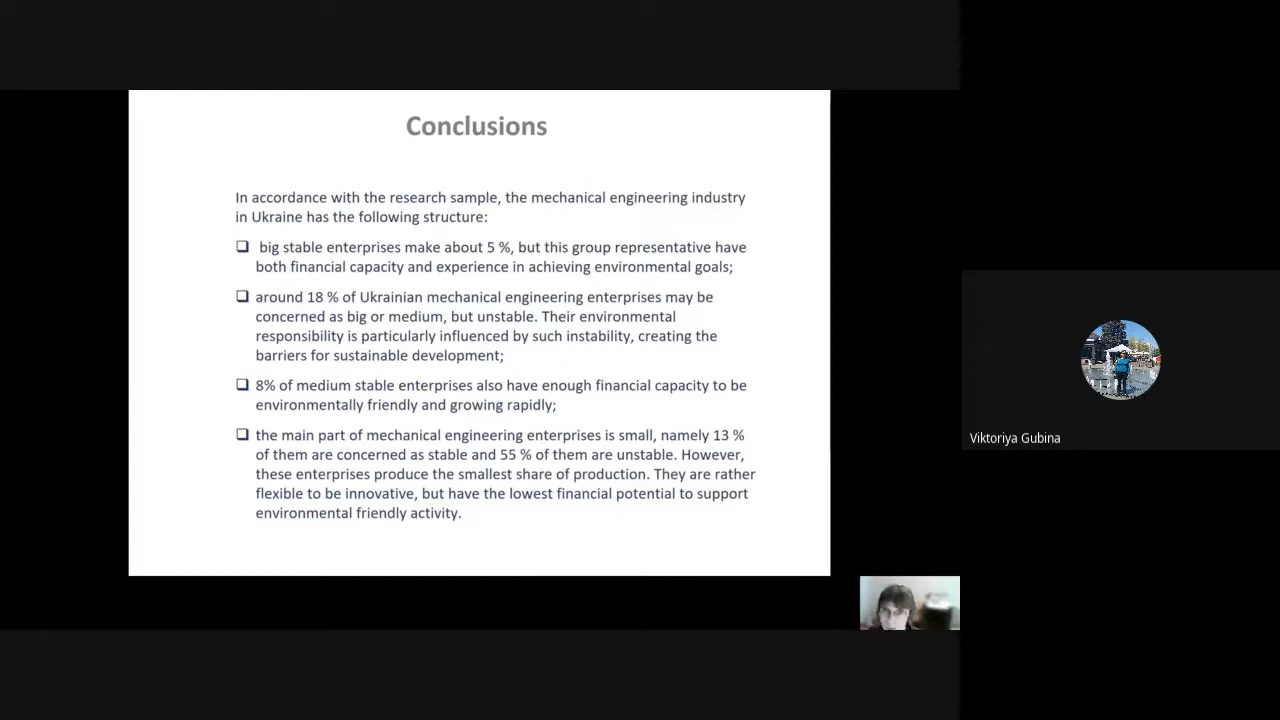 Conclusions
In accordance with the research sample, the mechanical engineering industry
in Ukraine has the following structure:
big stable enterprises make about 5 %, but this group representative have
both financial capacity and experience in achieving environmental goals;
around 18 % of Ukrainian mechanical engineering enterprises may be
concerned as big or medium, but unstable. Their environmental
responsibility is particularly influenced by such instability, creating the
barriers for sustainable development;
8% of medium stable enterprises also have enough financial capacity to be
environmentally friendly and growing rapidly;
the main part of mechanical engineering enterprises is small, namely 13 %
of them are concerned as stable and 55 % of them are unstable. However,
these enterprises produce the smallest share of production. They are rather
flexible to be innovative, but have the lowest financial potential to support
environmental friendly activity.
Viktoriya Gubina